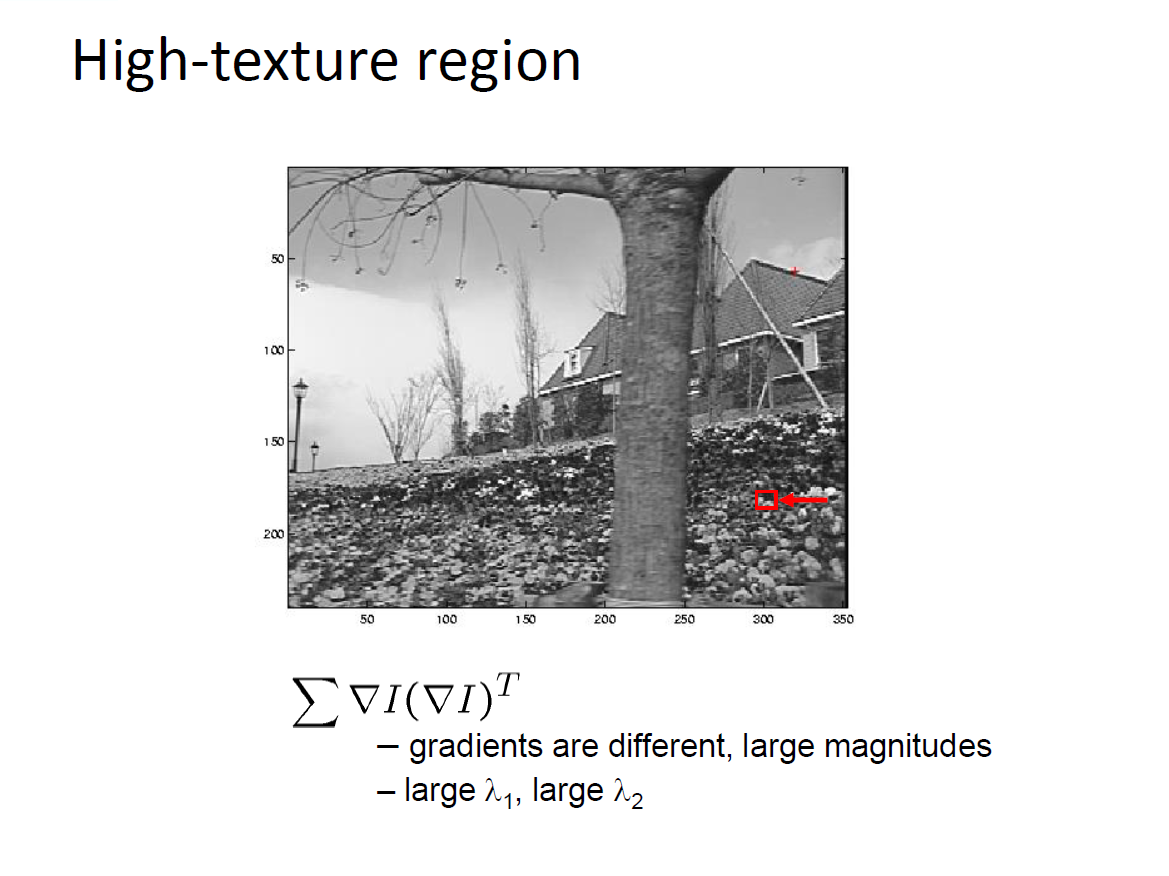 High-texture region
50
100
150
200
50 100 150 200 250 300 350
∑∇I(∇I)ᵀ
– gradients are different, large magnitudes
– large λ₁, large λ₂